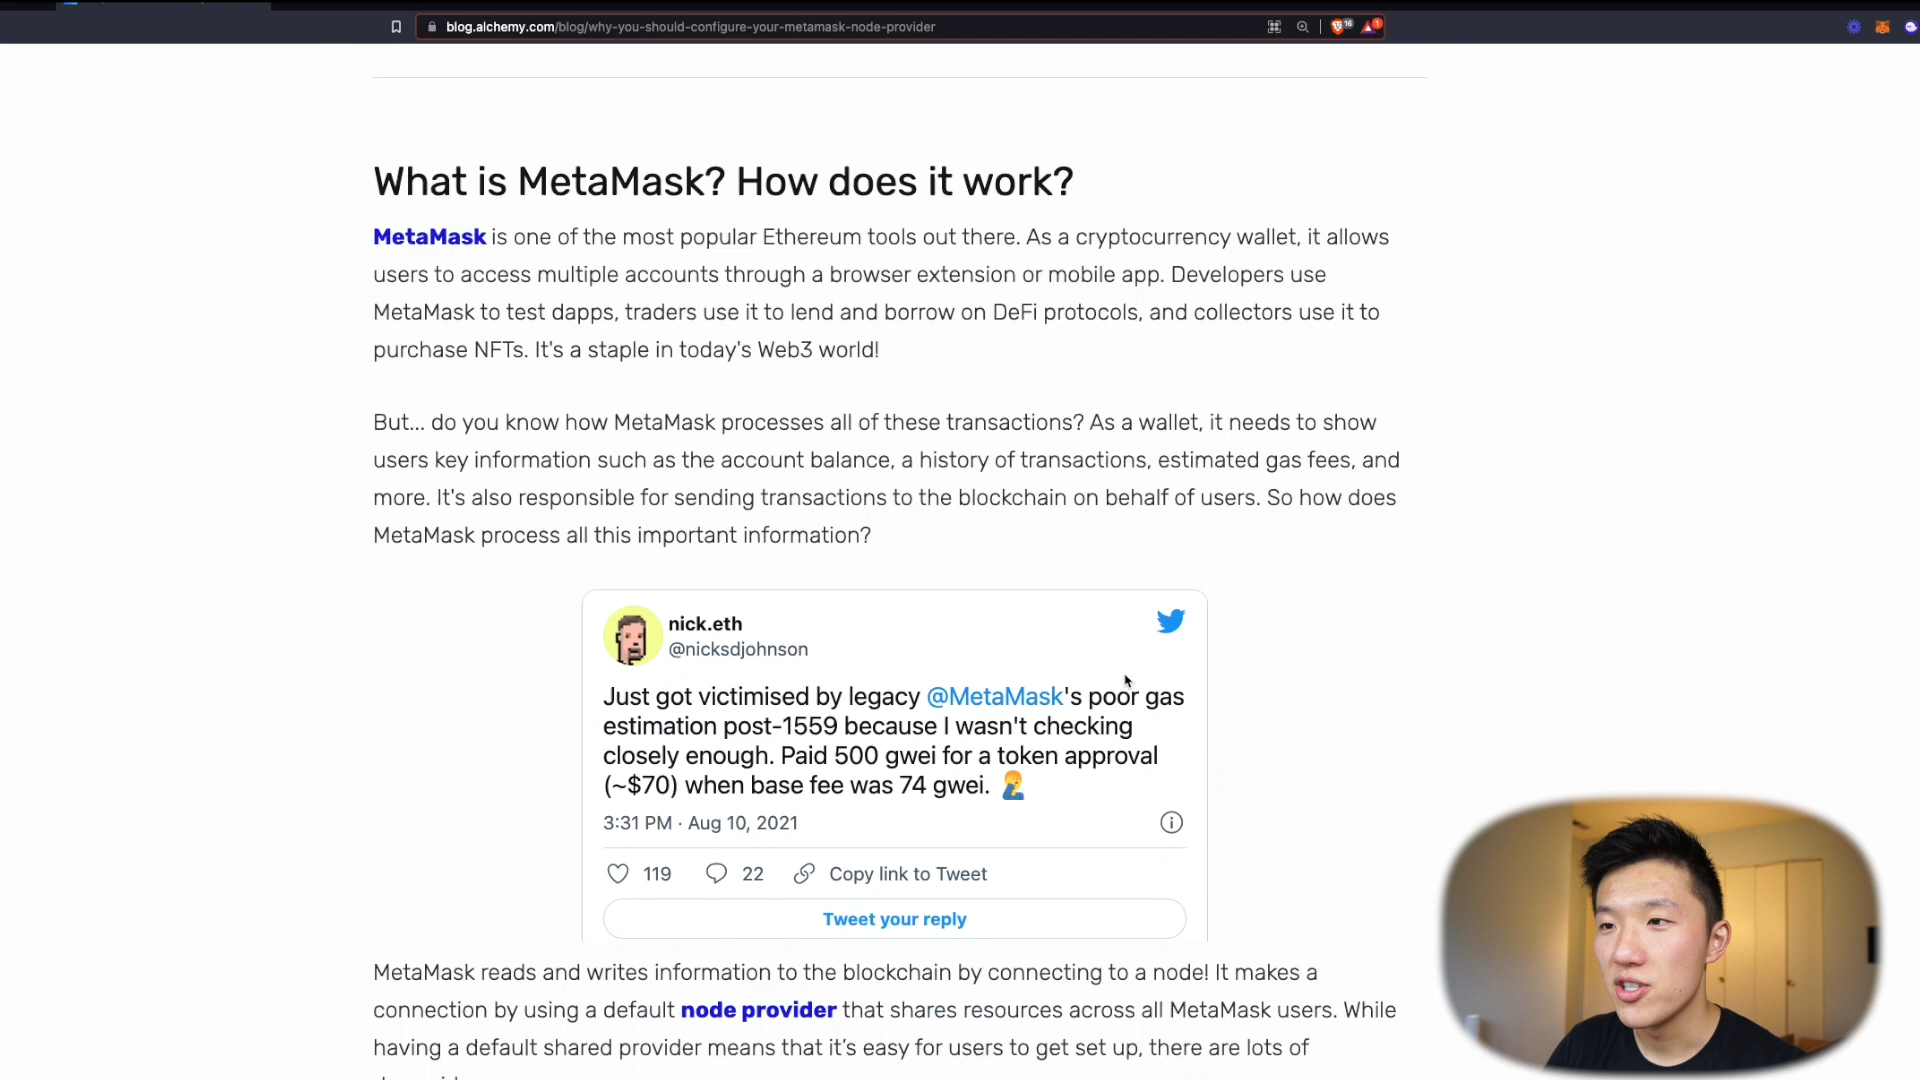 blog.alchemy.com/blog/why-you-should-configure-your-metamask-node-provider
16
1
What is MetaMask? How does it work?
MetaMask is one of the most popular Ethereum tools out there. As a cryptocurrency wallet, it allows
users to access multiple accounts through a browser extension or mobile app. Developers use
MetaMask to test dapps, traders use it to lend and borrow on DeFi protocols, and collectors use it to
purchase NFTs. It's a staple in today's Web3 world!
But... do you know how MetaMask processes all of these transactions? As a wallet, it needs to show
users key information such as the account balance, a history of transactions, estimated gas fees, and
more. It's also responsible for sending transactions to the blockchain on behalf of users. So how does
MetaMask process all this important information?
nick.eth
@nicksdjohnson
Just got victimised by legacy @MetaMask's poor gas
estimation post-1559 because I wasn't checking
closely enough. Paid 500 gwei for a token approval
(~$70) when base fee was 74 gwei.
3:31 PM · Aug 10, 2021
119 22 Copy link to Tweet
Tweet your reply
MetaMask reads and writes information to the blockchain by connecting to a node! It makes a
connection by using a default node provider that shares resources across all MetaMask users. While
having a default shared provider means that it’s easy for users to get set up, there are lots of